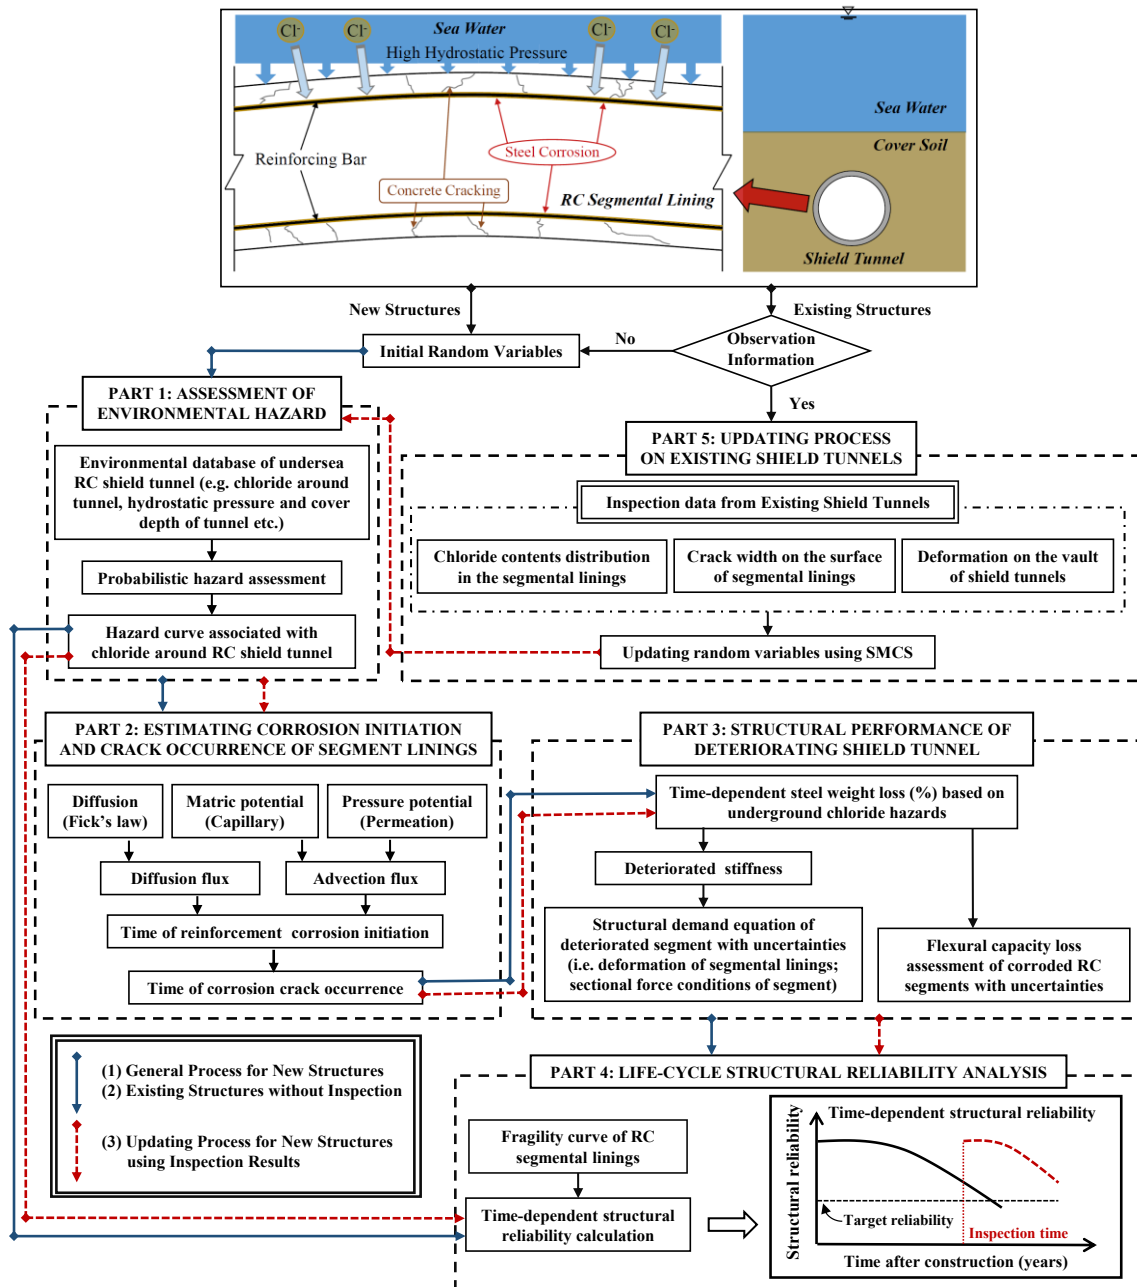 Cl-
Cl-
Sea Water
Cl-
Cl-
High Hydrostatic Pressure
Reinforcing Bar
Steel Corrosion
Concrete Cracking
RC Segmental Lining
Sea Water
Cover Soil
Shield Tunnel
New Structures
Existing Structures
Initial Random Variables
No
Observation
Information
Yes
PART 1: ASSESSMENT OF
ENVIRONMENTAL HAZARD
Environmental database of undersea
RC shield tunnel (e.g. chloride around
tunnel, hydrostatic pressure and cover
depth of tunnel etc.)
Probabilistic hazard assessment
Hazard curve associated with
chloride around RC shield tunnel
PART 5: UPDATING PROCESS
ON EXISTING SHIELD TUNNELS
Inspection data from Existing Shield Tunnels
Chloride contents distribution
in the segmental linings
Crack width on the surface
of segmental linings
Deformation on the vault
of shield tunnels
Updating random variables using SMCS
PART 2: ESTIMATING CORROSION INITIATION
AND CRACK OCCURRENCE OF SEGMENT LININGS
Diffusion
(Fick's law)
Matric potential
(Capillary)
Pressure potential
(Permeation)
Diffusion flux
Advection flux
Time of reinforcement corrosion initiation
Time of corrosion crack occurrence
PART 3: STRUCTURAL PERFORMANCE OF
DETERIORATING SHIELD TUNNEL
Time-dependent steel weight loss (%) based on
underground chloride hazards
Deteriorated stiffness
Structural demand equation of
deteriorated segment with uncertainties
(i.e. deformation of segmental linings;
sectional force conditions of segment)
Flexural capacity loss
assessment of corroded RC
segments with uncertainties
(1) General Process for New Structures
(2) Existing Structures without Inspection
(3) Updating Process for New Structures
using Inspection Results
PART 4: LIFE-CYCLE STRUCTURAL RELIABILITY ANALYSIS
Fragility curve of RC
segmental linings
Time-dependent structural
reliability calculation
Time-dependent structural reliability
Structural reliability
Target reliability
Inspection time
Time after construction (years)